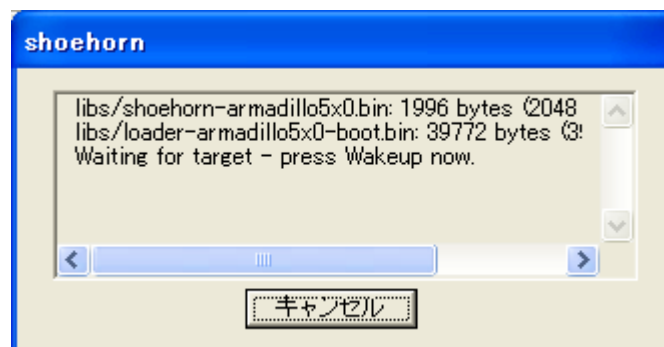 shoehorn
libs/shoehorn-armadillo5x0.bin: 1996 bytes (2048
libs/loader-armadillo5x0-boot.bin: 39772 bytes (
Waiting for target - press Wakeup now.
キャンセル